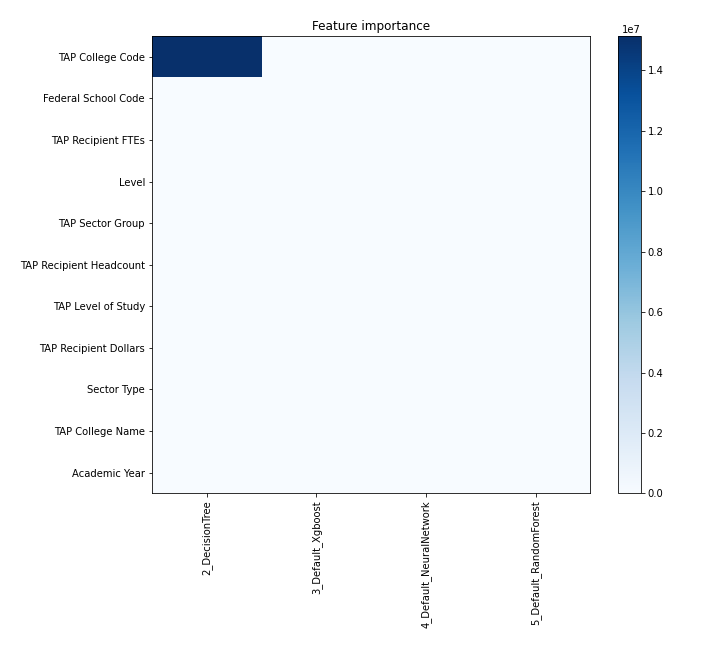 Feature importance
1e7
TAP College Code
Federal School Code
TAP Recipient FTEs
Level
TAP Sector Group
TAP Recipient Headcount
TAP Level of Study
TAP Recipient Dollars
Sector Type
TAP College Name
Academic Year
1.4
1.2
1.0
0.8
0.6
0.4
0.2
0.0
2_DecisionTree
3_Default_Xgboost
4_Default_NeuralNetwork
5_Default_RandomForest